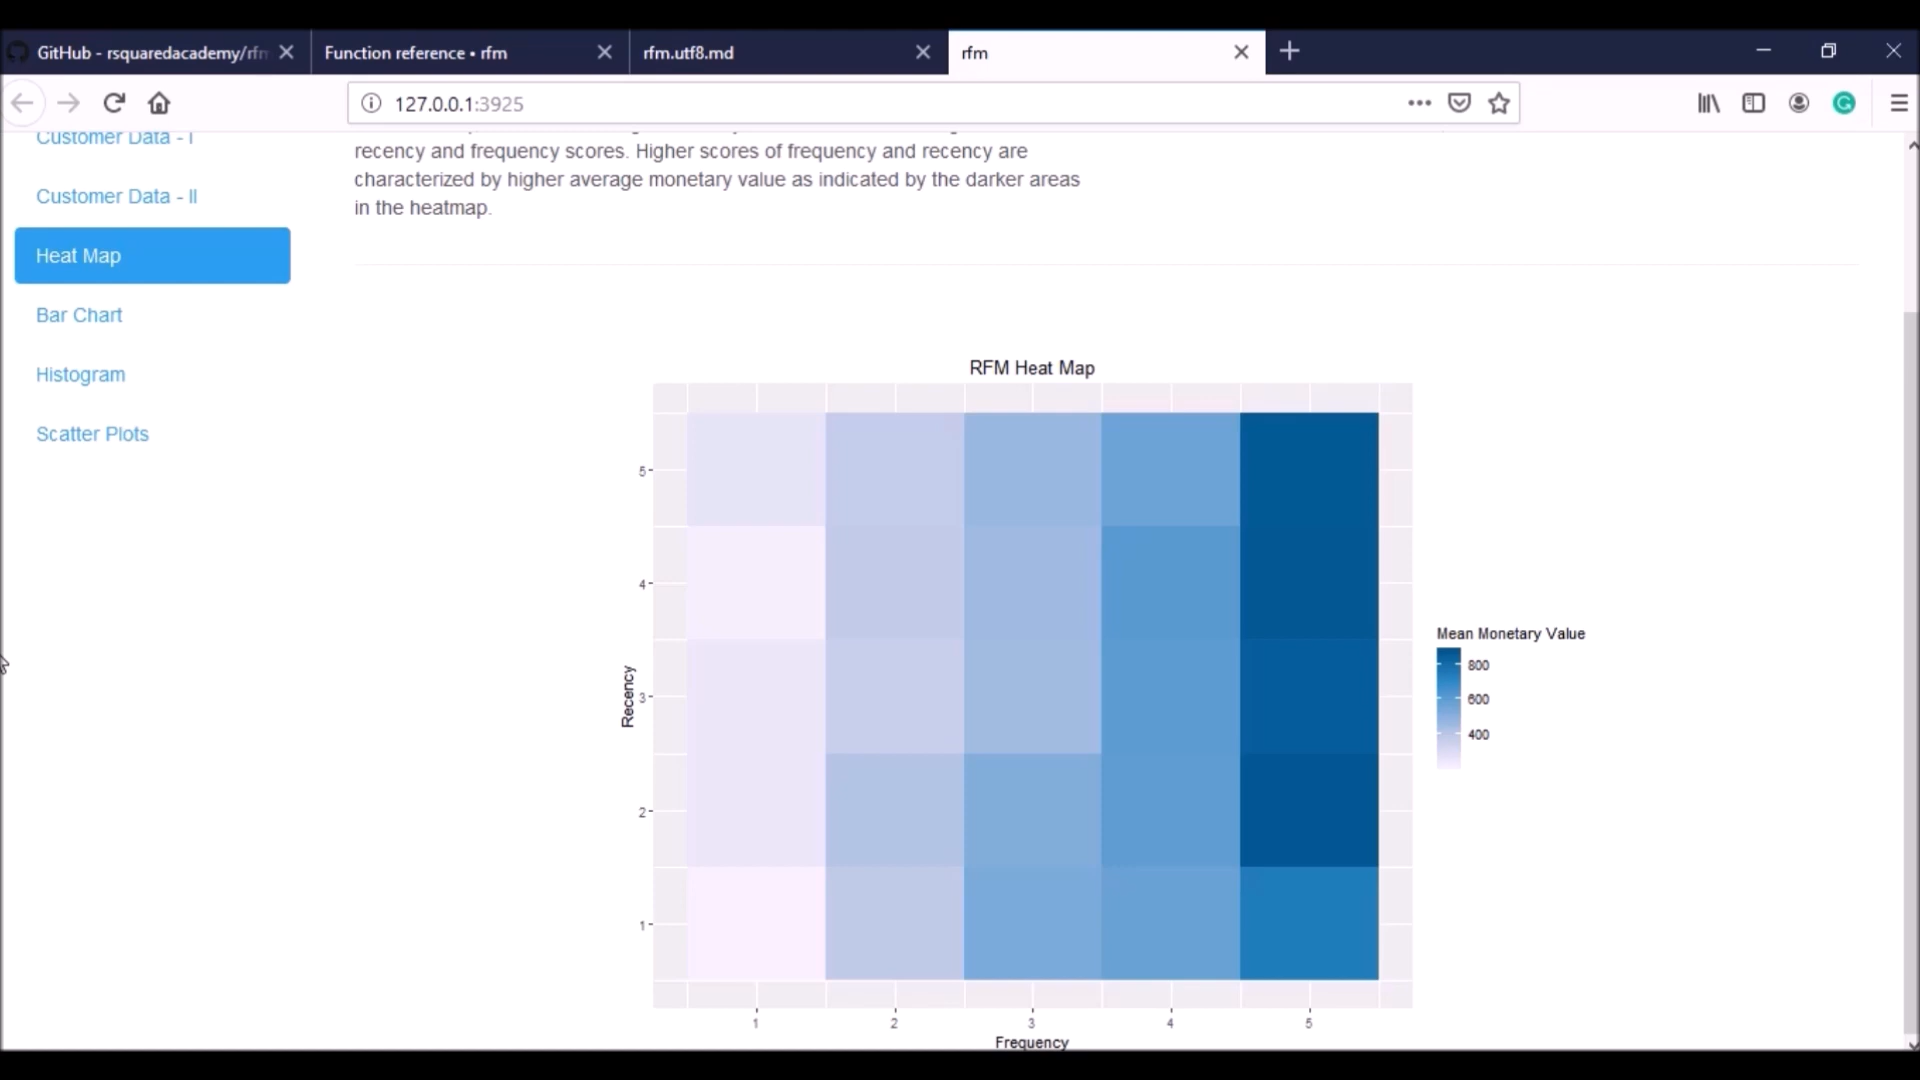 GitHub - rsquaredacademy/rfm
Function reference • rfm
rfm.utf8.md
rfm
127.0.0.1:3925
Customer Data - I
Customer Data - II
Heat Map
Bar Chart
Histogram
Scatter Plots
recency and frequency scores. Higher scores of frequency and recency are
characterized by higher average monetary value as indicated by the darker areas
in the heatmap.
RFM Heat Map
5
4
3
2
1
Recency
1 2 3 4 5
Frequency
Mean Monetary Value
800
600
400